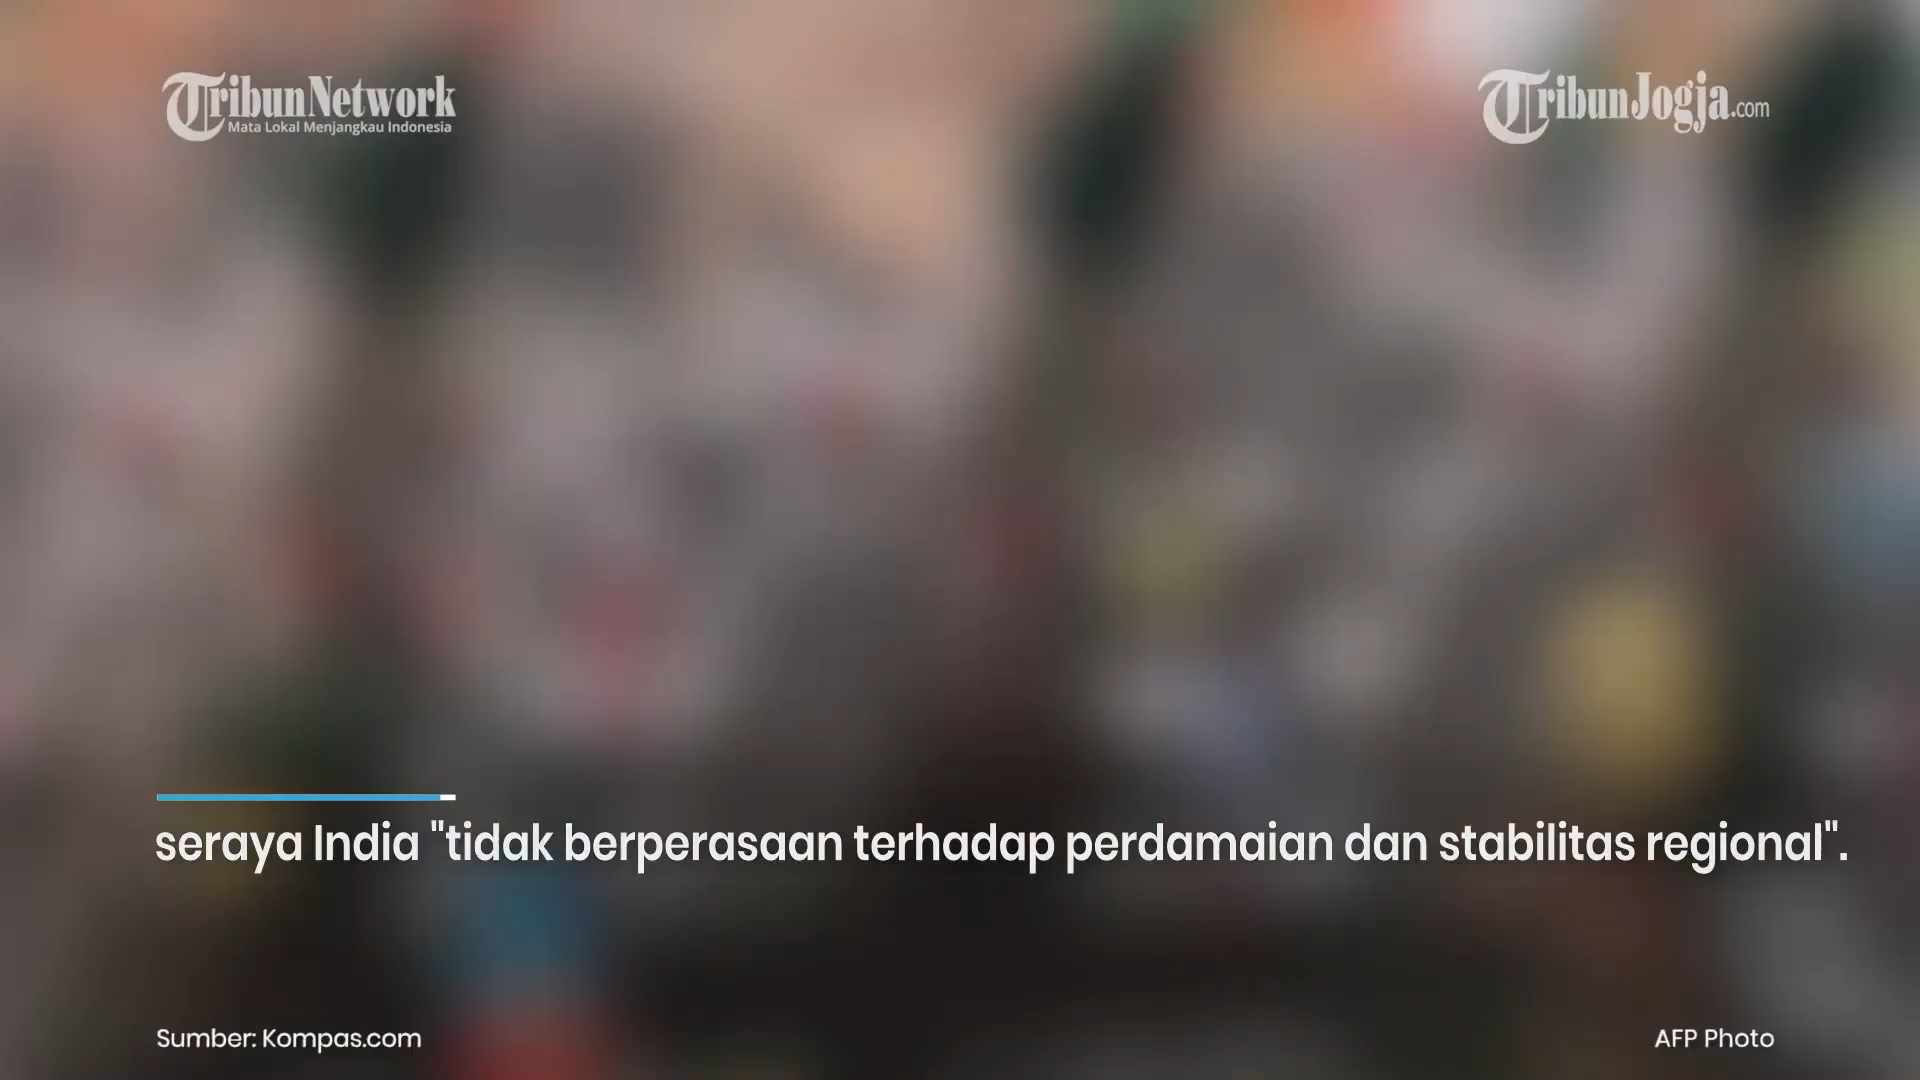 TribunNetwork
Mata Lokal Menjangkau Indonesia
TribunJogja.com
seraya India "tidak berperasaan terhadap perdamaian dan stabilitas regional".
Sumber: Kompas.com
AFP Photo